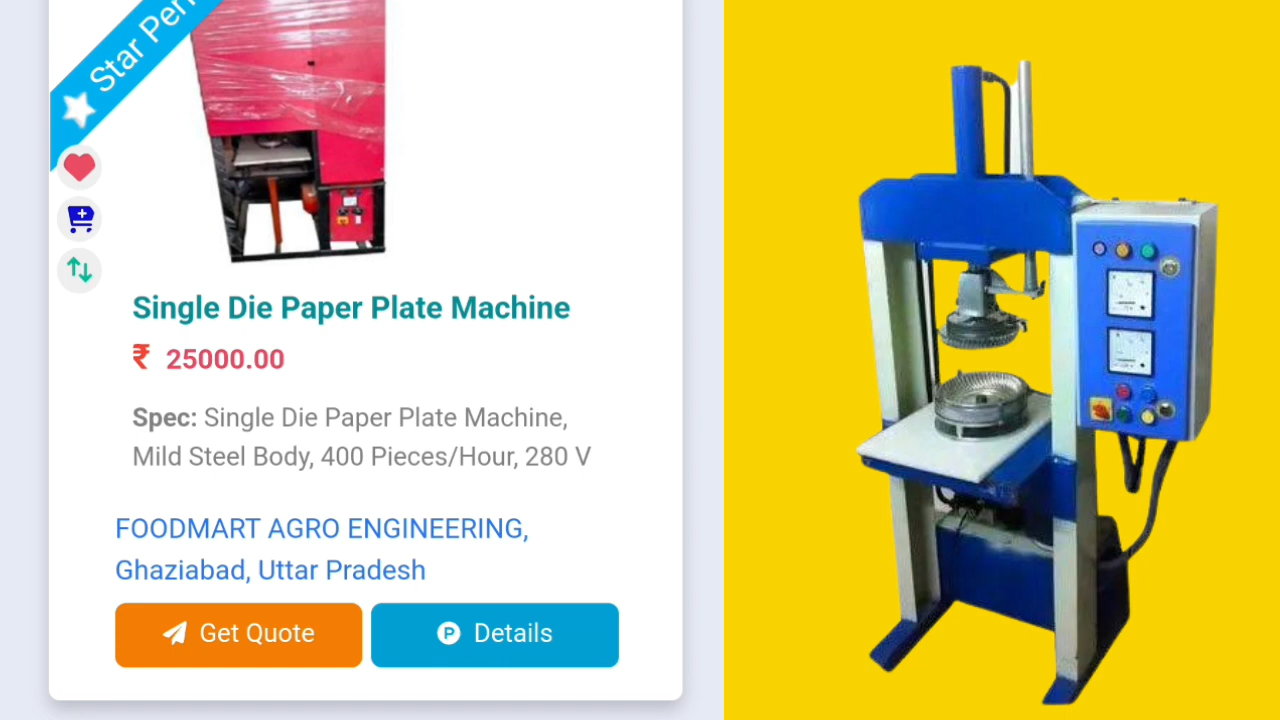 Star Per
Single Die Paper Plate Machine
₹ 25000.00
Spec: Single Die Paper Plate Machine,
Mild Steel Body, 400 Pieces/Hour, 280 V
FOODMART AGRO ENGINEERING,
Ghaziabad, Uttar Pradesh
Get Quote
Details